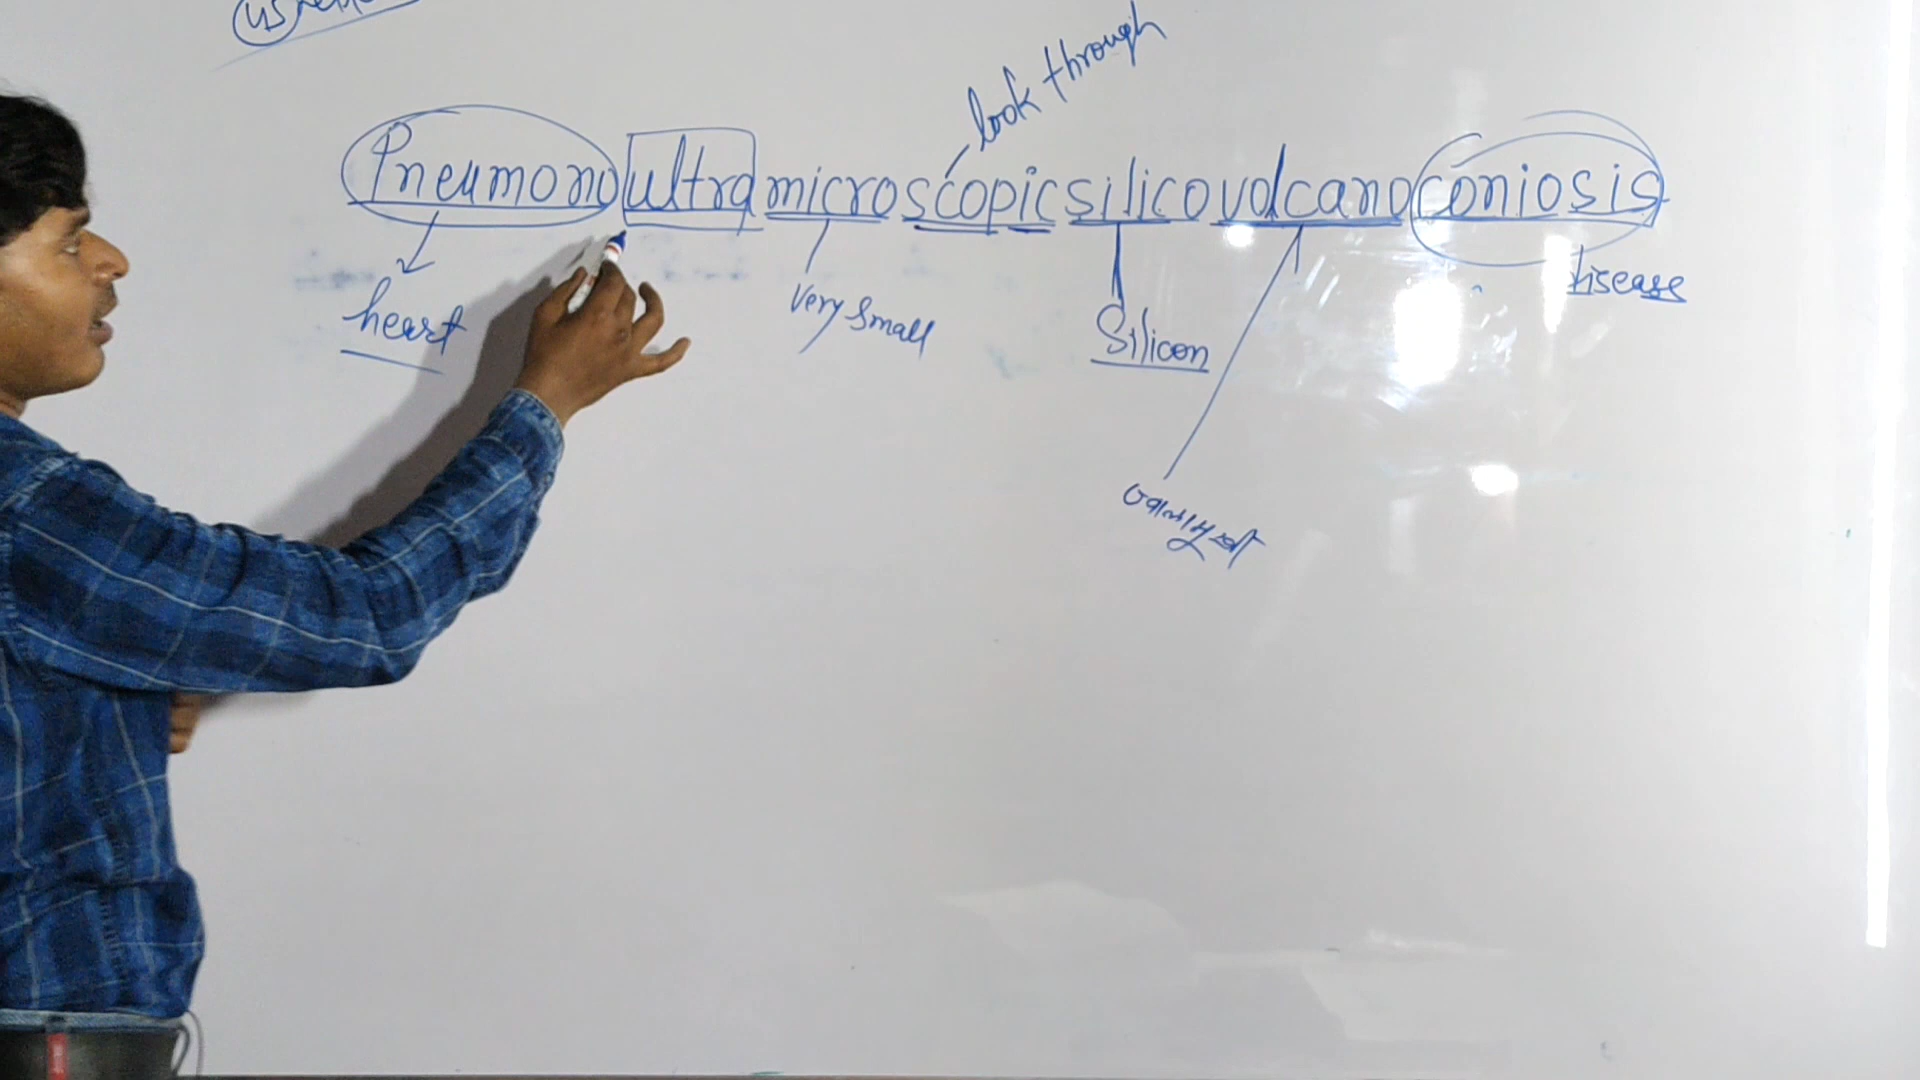 look through
Pneumonoultramicroscopicsilicovolcanoconiosis
heart
very small
Silicon
disease